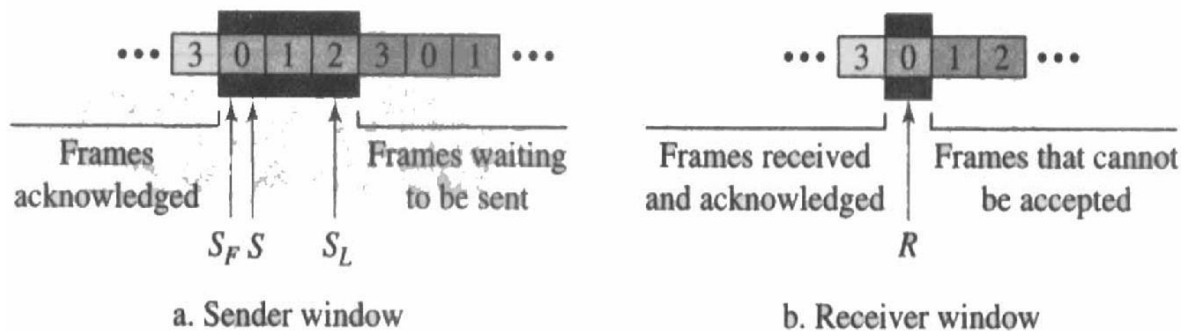 ••• 3 0 1 2 3 0 1 •••
Frames acknowledged
Frames waiting to be sent
S_F S S_L
a. Sender window
••• 3 0 1 2 •••
Frames received and acknowledged
Frames that cannot be accepted
R
b. Receiver window